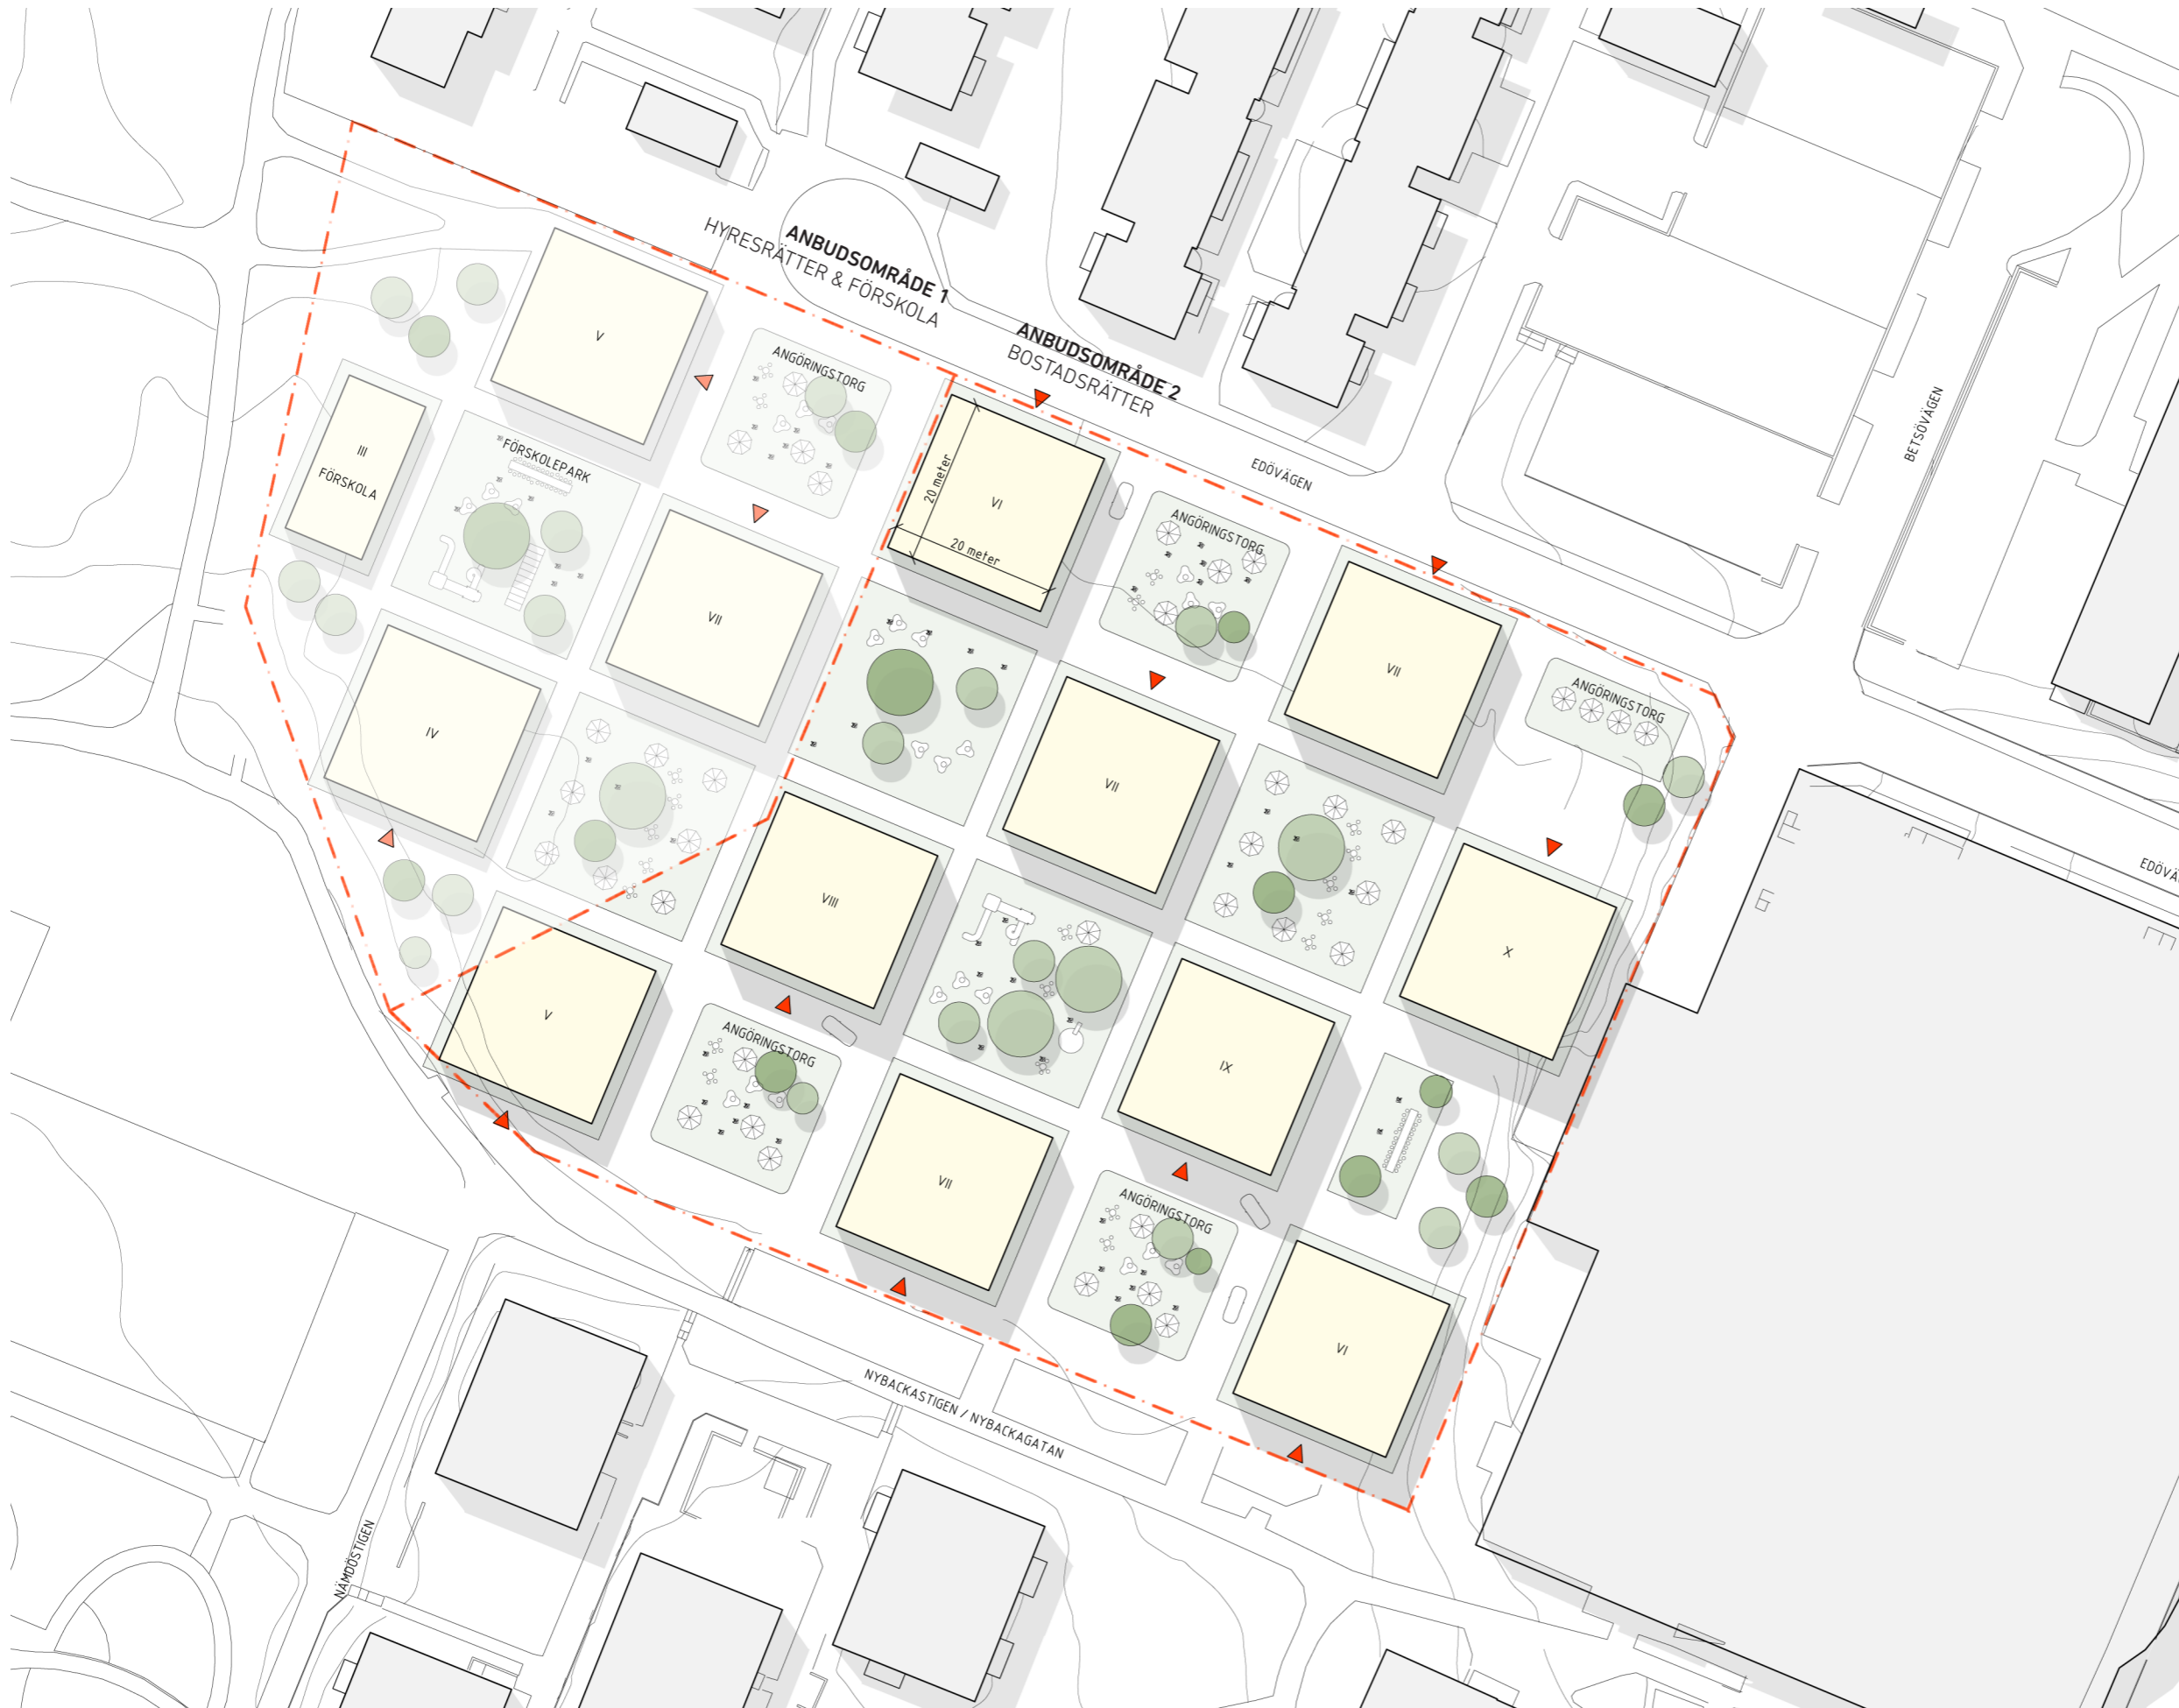 ANBUDSOMRÅDE 1
HYRESRÄTTER & FÖRSKOLA
ANBUDSOMRÅDE 2
BOSTADSRÄTTER
V
ANGÖRINGSTORG
BETSÖVÄGEN
III
FÖRSKOLA
FÖRSKOLEPARK
20 meter
VI
20 meter
EDÖVÄGEN
ANGÖRINGSTORG
VII
VII
ANGÖRINGSTORG
IV
VII
EDÖVÄ
VIII
X
V
ANGÖRINGSTORG
IX
VII
ANGÖRINGSTORG
VI
NYBACKASTIGEN / NYBACKAGATAN
NÄMDÖSTIGEN